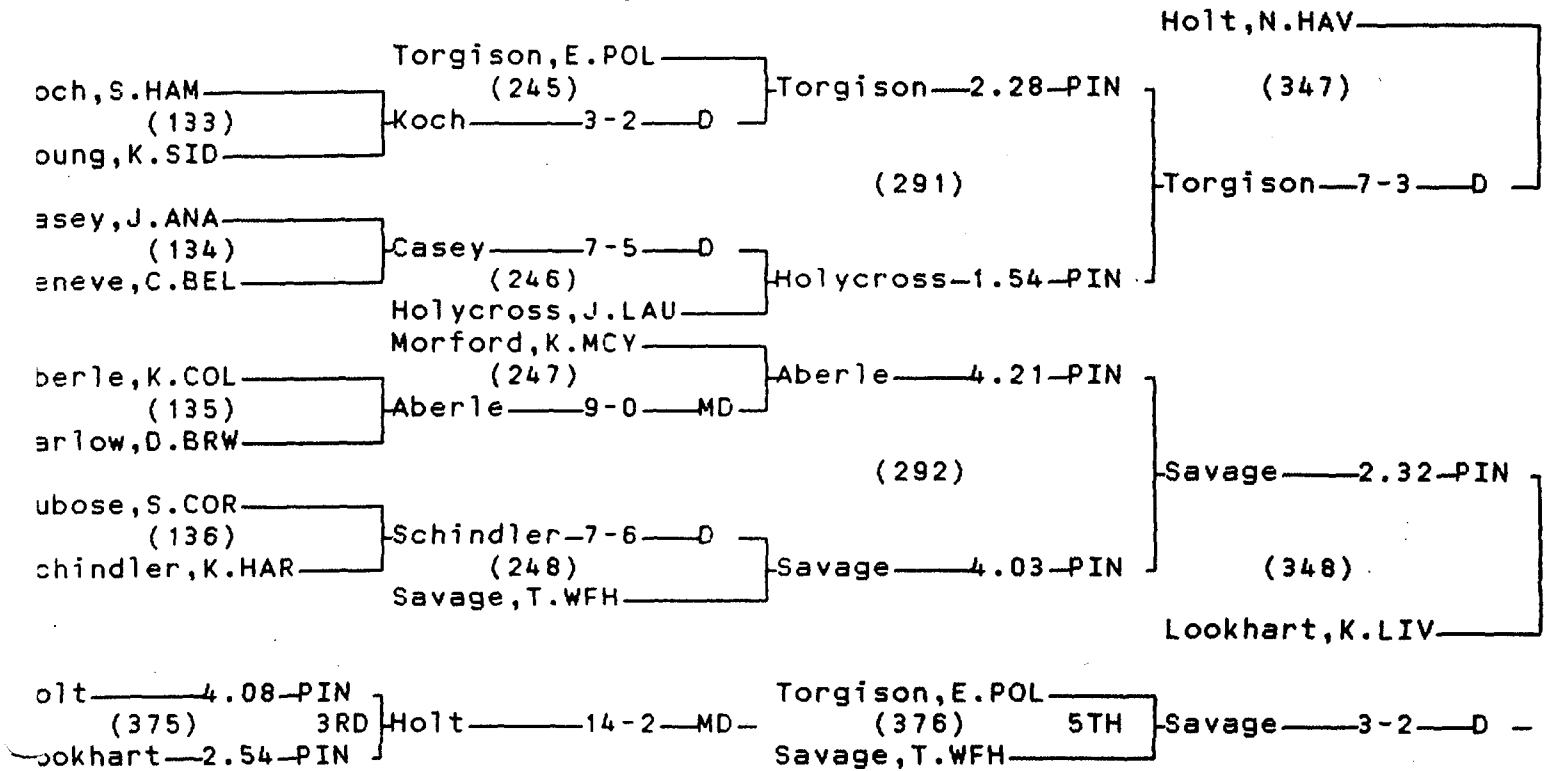 Holt,N.HAV
Torgison,E.POL
och,S.HAM (245) Torgison 2.28 PIN (347)
(133) Koch 3-2 D
oung,K.SID
(291) Torgison 7-3 D
asey,J.ANA
(134) Casey 7-5 D
eneve,C.BEL (246) Holycross 1.54 PIN
Holycross,J.LAU
Morford,K.MCY
berle,K.COL (247) Aberle 4.21 PIN
(135) Aberle 9-0 MD
arlow,D.BRW
(292) Savage 2.32 PIN
ubose,S.COR
(136) Schindler 7-6 D
chindler,K.HAR (248) Savage 4.03 PIN (348)
Savage,T.WFH
Lookhart,K.LIV
olt 4.08 PIN Torgison,E.POL
(375) 3RD Holt 14-2 MD (376) 5TH Savage 3-2 D
ookhart 2.54 PIN Savage,T.WFH